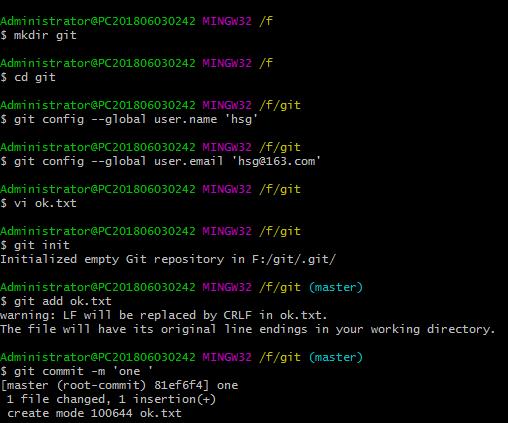 Administrator@PC201806030242 MINGW32 /f
$ mkdir git
Administrator@PC201806030242 MINGW32 /f
$ cd git
Administrator@PC201806030242 MINGW32 /f/git
$ git config --global user.name 'hsg'
Administrator@PC201806030242 MINGW32 /f/git
$ git config --global user.email 'hsg@163.com'
Administrator@PC201806030242 MINGW32 /f/git
$ vi ok.txt
Administrator@PC201806030242 MINGW32 /f/git
$ git init
Initialized empty Git repository in F:/git/.git/
Administrator@PC201806030242 MINGW32 /f/git (master)
$ git add ok.txt
warning: LF will be replaced by CRLF in ok.txt.
The file will have its original line endings in your working directory.
Administrator@PC201806030242 MINGW32 /f/git (master)
$ git commit -m 'one '
[master (root-commit) 81ef6f4] one
 1 file changed, 1 insertion(+)
 create mode 100644 ok.txt